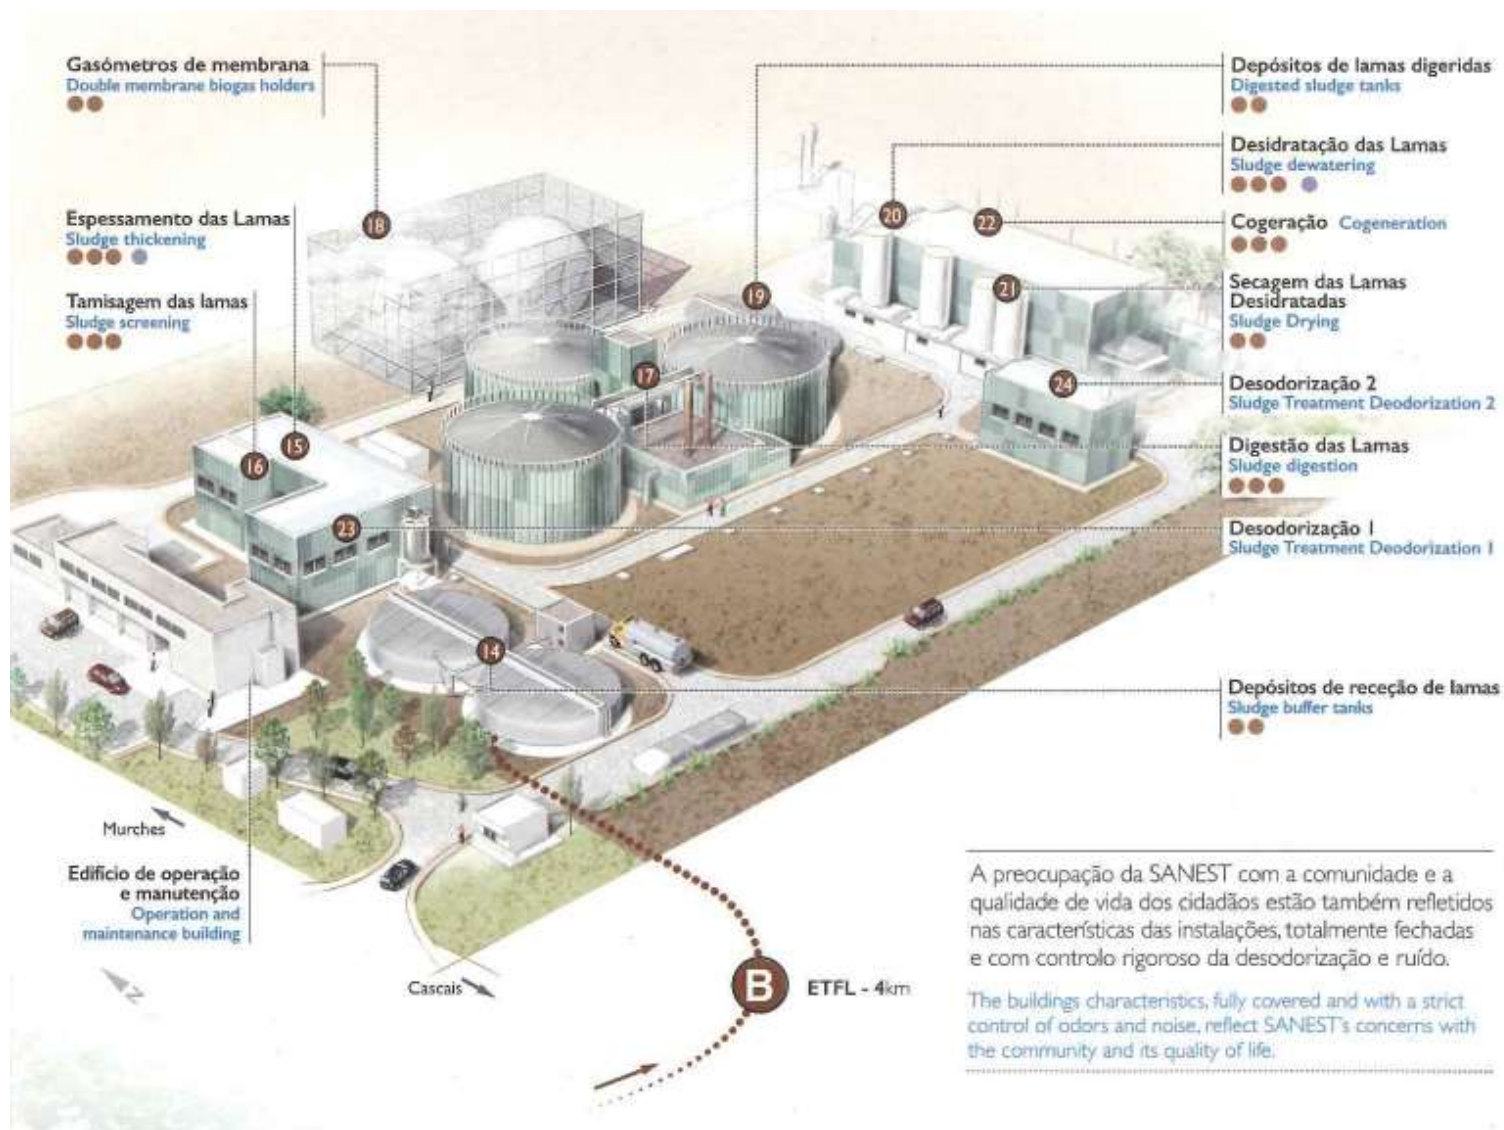 Gasómetros de membrana
Double membrane biogas holders
18
Espessamento das Lamas
Sludge thickening
Tamisagem das lamas
Sludge screening
15
16
23
17
19
14
20
22
21
24
Depósitos de lamas digeridas
Digested sludge tanks
Desidratação das Lamas
Sludge dewatering
Cogeração Cogeneration
Secagem das Lamas
Desidratadas
Sludge Drying
Desodorização 2
Sludge Treatment Deodorization 2
Digestão das Lamas
Sludge digestion
Desodorização 1
Sludge Treatment Deodorization 1
Depósitos de receção de lamas
Sludge buffer tanks
Murches
Edifício de operação
e manutenção
Operation and
maintenance building
N
Cascais
B
ETFL - 4km
A preocupação da SANEST com a comunidade e a
qualidade de vida dos cidadãos estão também refletidos
nas características das instalações, totalmente fechadas
e com controlo rigoroso da desodorização e ruído.
The buildings characteristics, fully covered and with a strict
control of odors and noise, reflect SANEST's concerns with
the community and its quality of life.